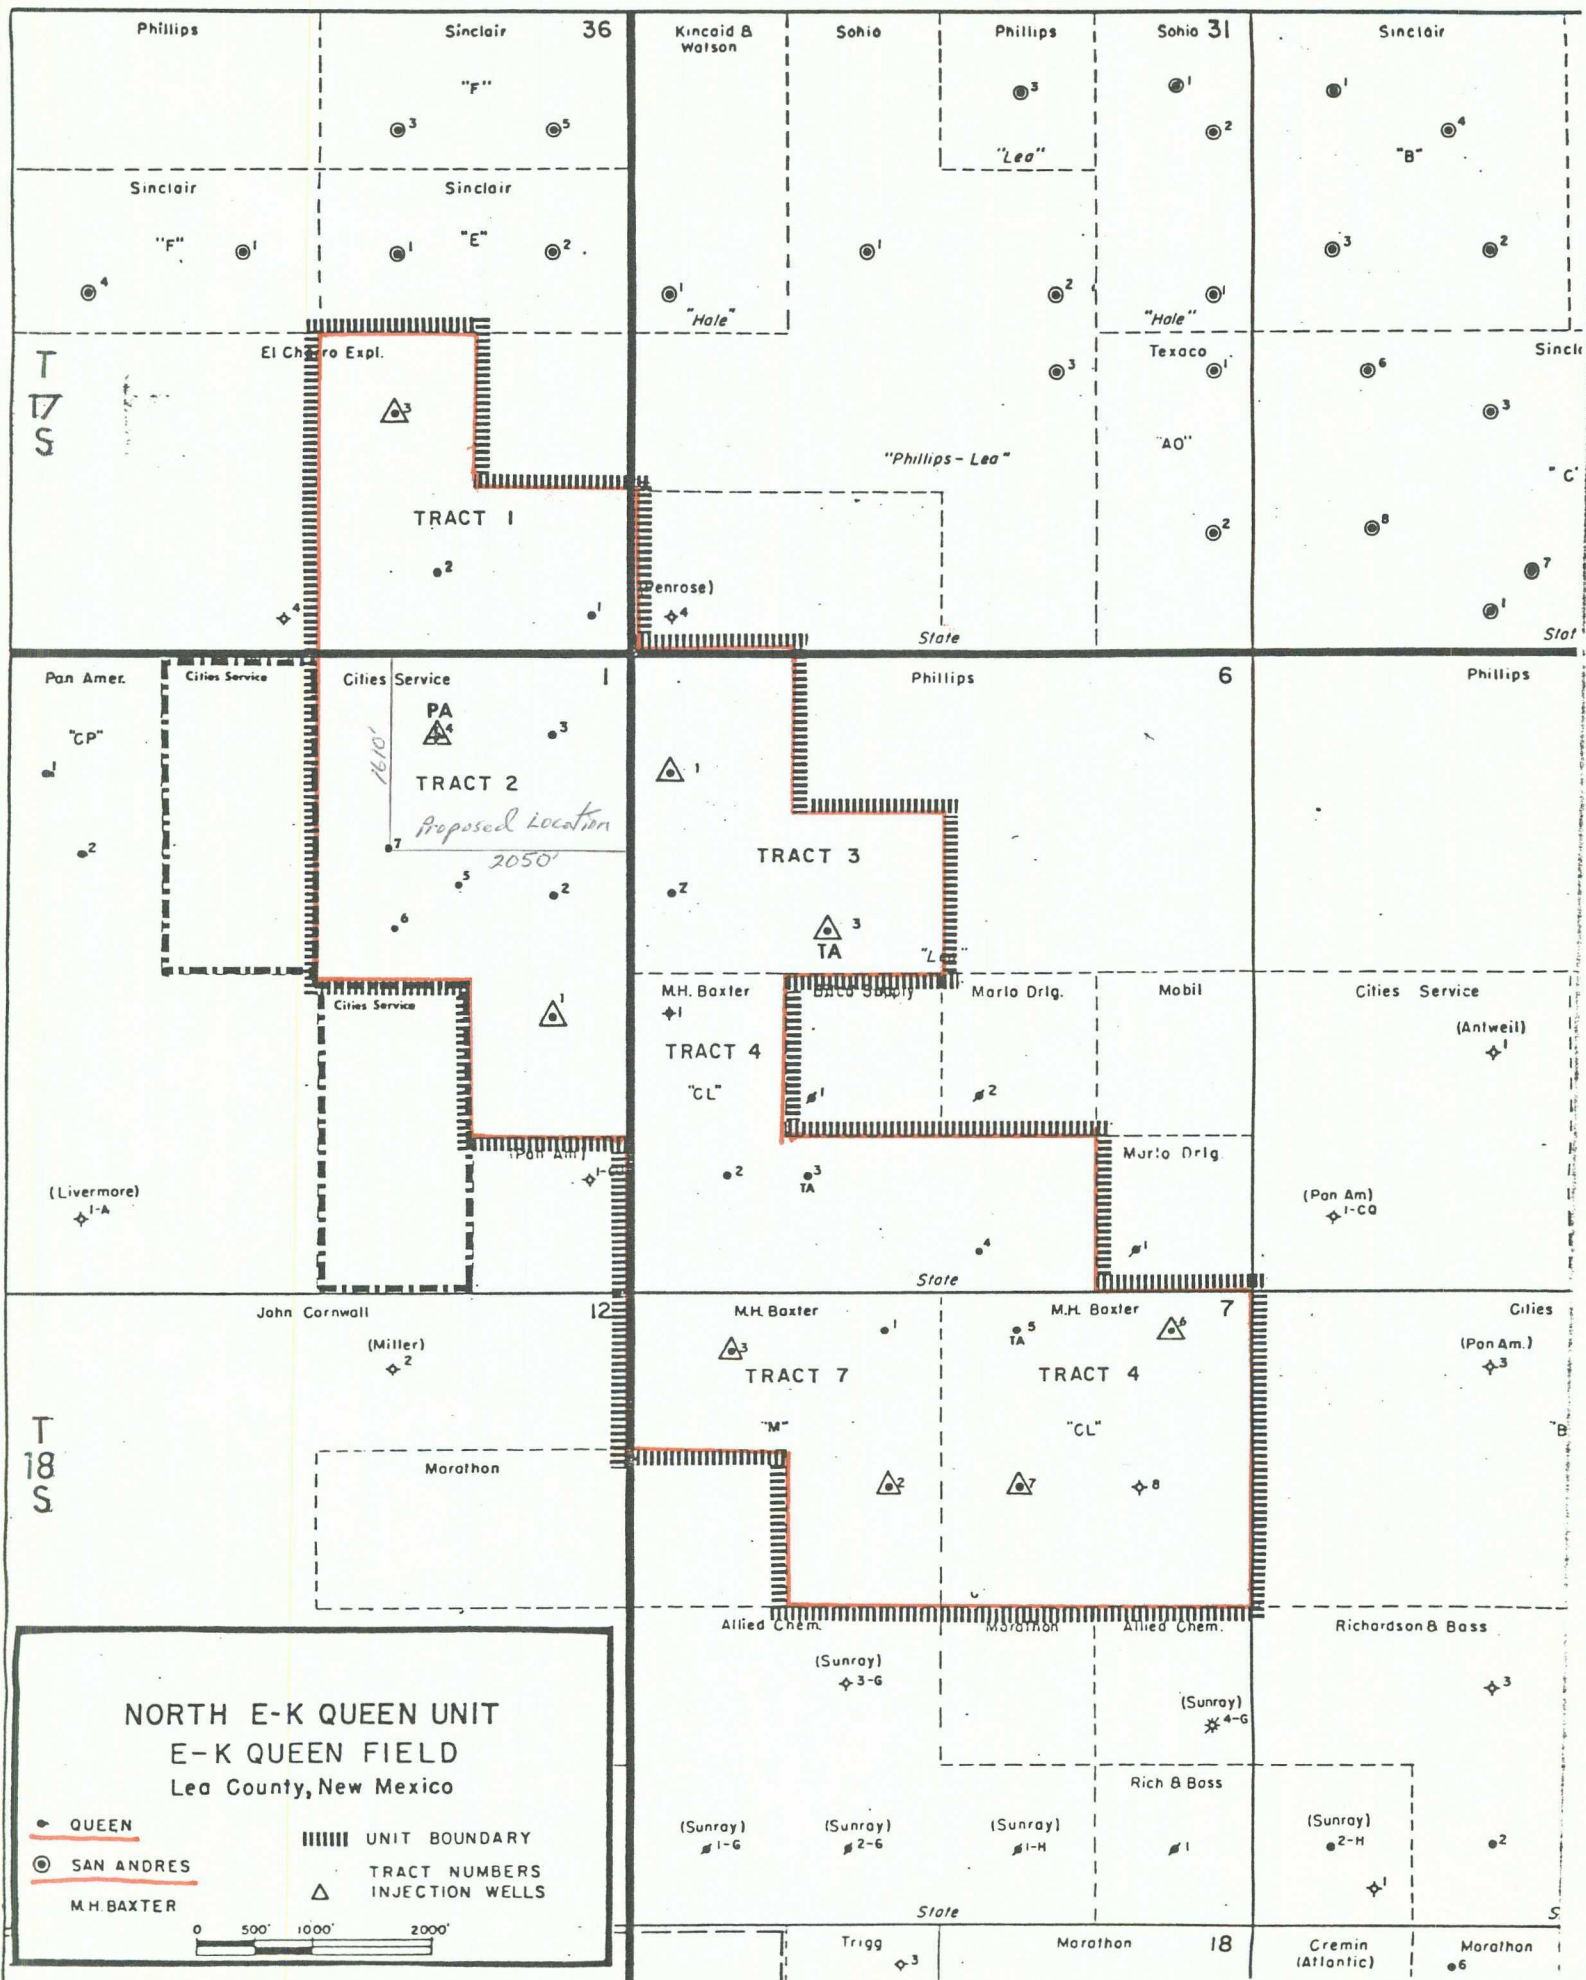 Phillips
Sinclair
36
Kincaid &
Watson
Sohio
Phillips
Sohio 31
Sinclair
"F"
3
5
3
"Lea"
1
2
1
4
"B"
Sinclair
Sinclair
"F"
1
4
"E"
1
2
1
"Hale"
1
2
1
"Hale"
3
2
T
17
S
El Ch ro Expl.
3
TRACT 1
2
1
4
3
"Phillips - Lea"
Texaco
1
"AO"
2
6
Sincl
3
"C"
8
7
1
(Penrose)
4
State
Stat
Pan Amer.
"CP"
1
2
Cities Service
Cities Service
1
PA
4
3
1610'
TRACT 2
Proposed Location
7
2050'
5
2
6
Phillips
6
Phillips
1
TRACT 3
2
3
TA
Cities Service
1
M.H. Baxter
1
TRACT 4
"CL"
Supply
1
Marlo Drlg.
2
Mobil
Cities Service
(Antweil)
1
(Pan Am)
(Livermore)
1-A
2
3
TA
4
Marlo Drlg.
1
(Pan Am)
1-CQ
State
John Cornwall
12
(Miller)
2
M.H. Baxter
1
3
TRACT 7
"M"
2
M.H. Baxter
7
5
TA
6
TRACT 4
"CL"
7
8
Cities
(Pan Am.)
3
"B
T
18
S
Marathon
Allied Chem.
Marathon
Allied Chem.
Richardson & Bass
(Sunray)
3-G
(Sunray)
4-G
3
Rich & Bass
(Sunray)
1-G
(Sunray)
2-G
(Sunray)
1-H
1
(Sunray)
2-H
1
2
State
S
Trigg
3
Marathon
18
Cremin
(Atlantic)
Marathon
6
NORTH E-K QUEEN UNIT
E-K QUEEN FIELD
Lea County, New Mexico
QUEEN
UNIT BOUNDARY
SAN ANDRES
TRACT NUMBERS
INJECTION WELLS
M.H. BAXTER
0 500' 1000' 2000'